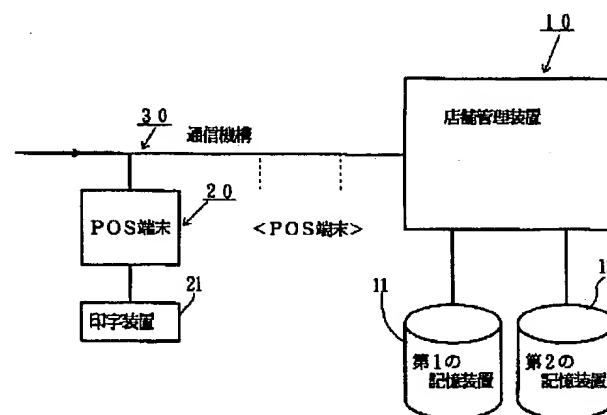 10
30
通信機構
店舗管理装置
20
POS端末
<POS端末>
21
印字装置
11
第1の
記憶装置
第2の
記憶装置